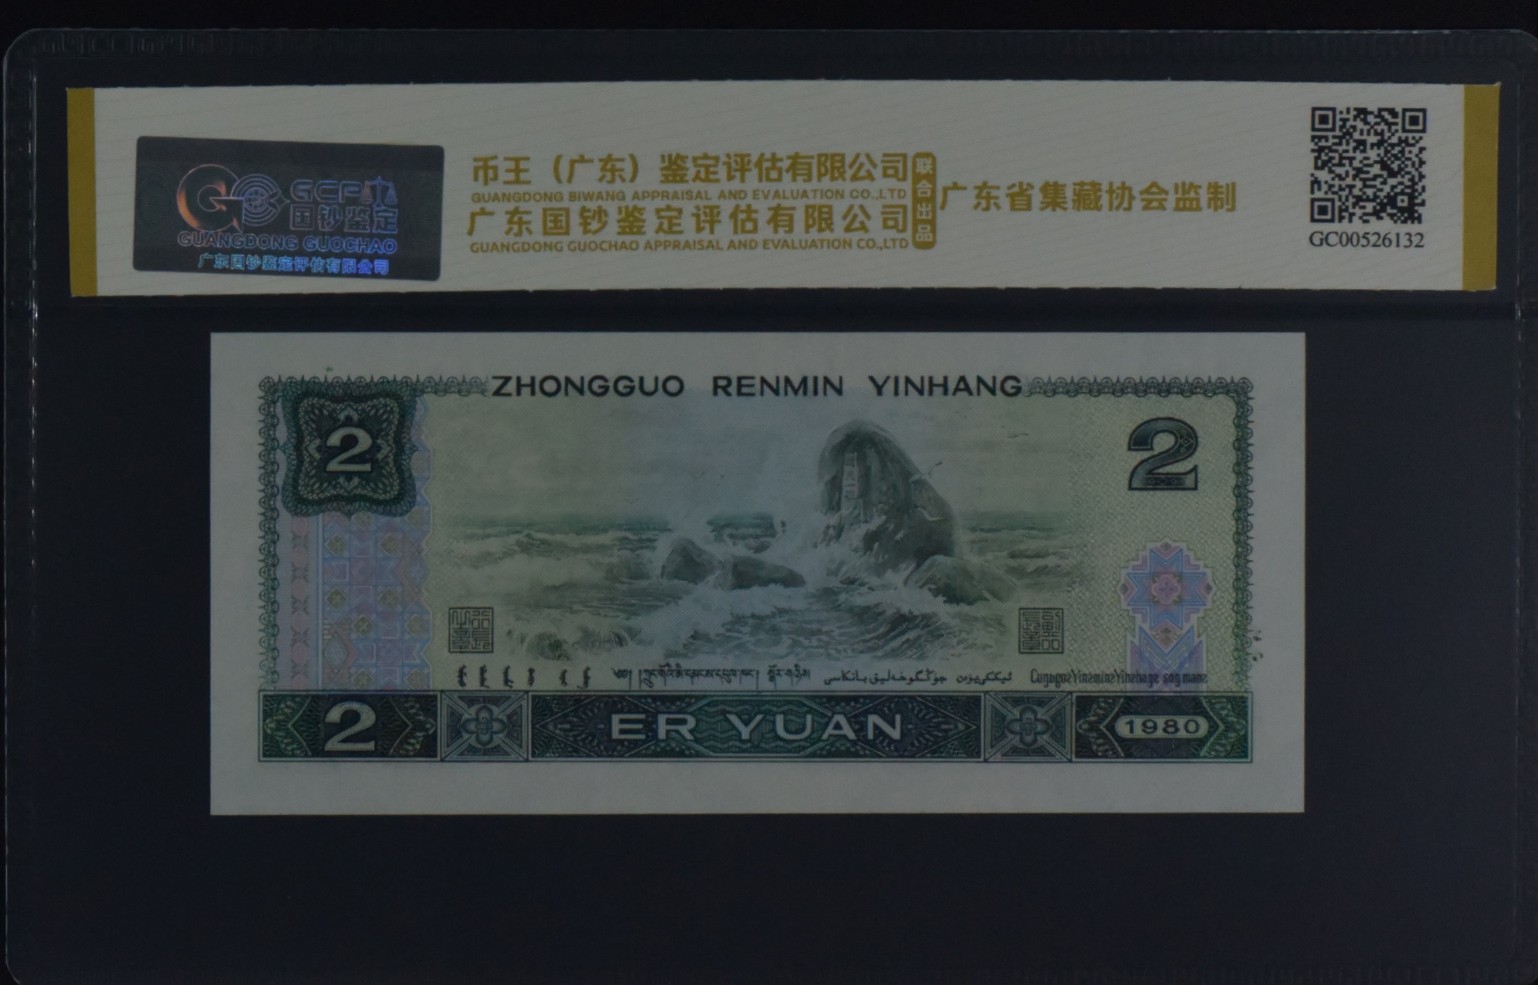 GCP
国钞鉴定
GUANGDONG GUOCHAO
广东国钞鉴定评估有限公司
币王（广东）鉴定评估有限公司
GUANGDONG BIWANG APPRAISAL AND EVALUATION CO.,LTD
广东国钞鉴定评估有限公司
GUANGDONG GUOCHAO APPRAISAL AND EVALUATION CO.,LTD
联合出品
广东省集藏协会监制
GC00526132
ZHONGGUO RENMIN YINHANG
2
2
2
ER YUAN
1980